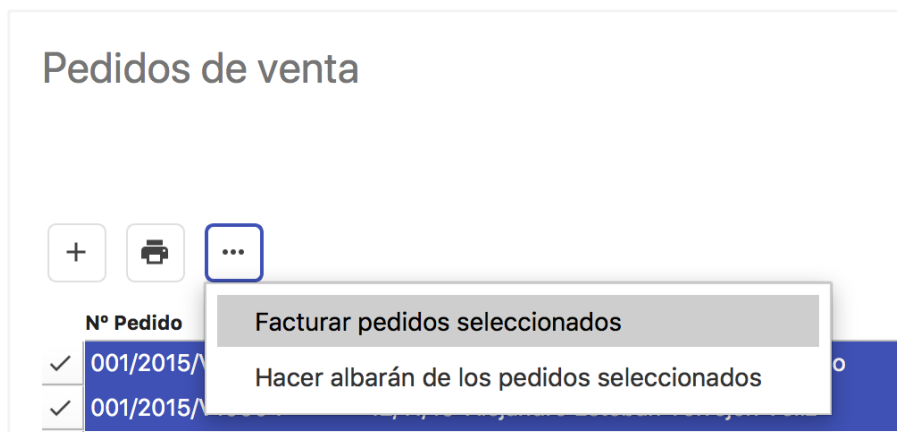 Pedidos de venta
Nº Pedido
Facturar pedidos seleccionados
001/2015/
o
Hacer albarán de los pedidos seleccionados
001/2015/